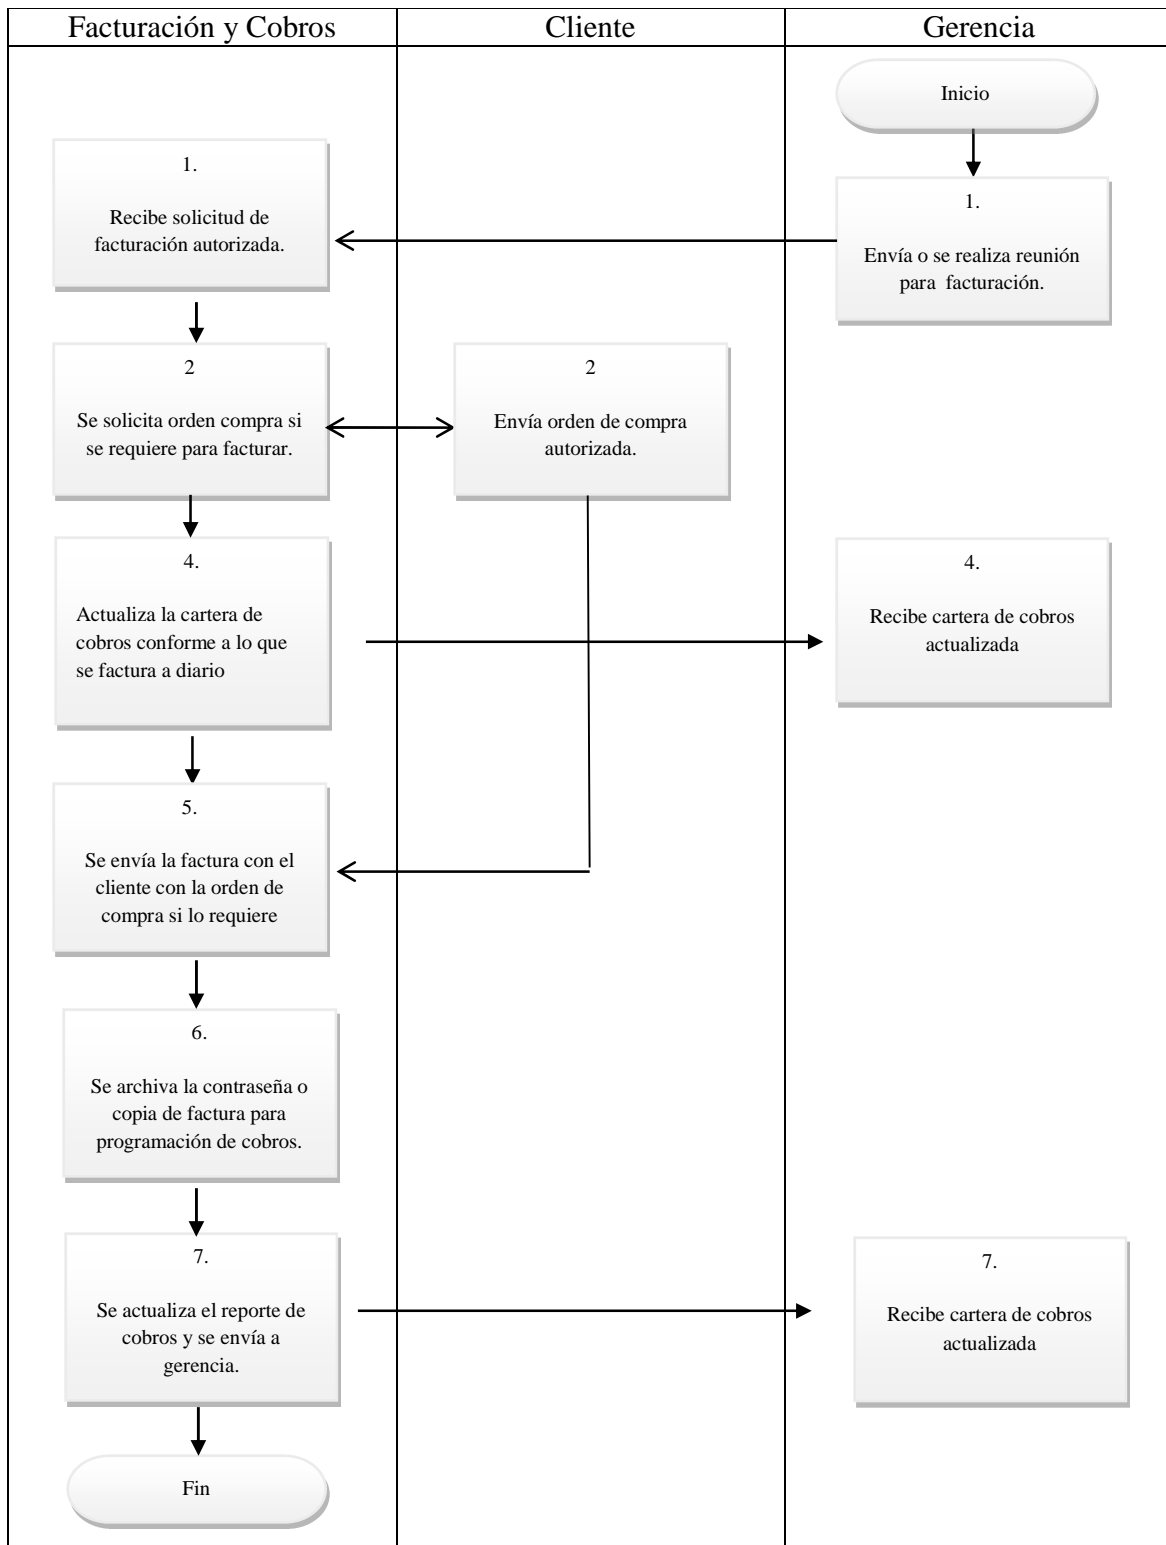 Facturación y Cobros
Cliente
Gerencia
Inicio
1.
Recibe solicitud de
facturación autorizada.
1.
Envía o se realiza reunión
para  facturación.
2
Se solicita orden compra si
se requiere para facturar.
2
Envía orden de compra
autorizada.
4.
Actualiza la cartera de
cobros conforme a lo que
se factura a diario
4.
Recibe cartera de cobros
actualizada
5.
Se envía la factura con el
cliente con la orden de
compra si lo requiere
6.
Se archiva la contraseña o
copia de factura para
programación de cobros.
7.
Se actualiza el reporte de
cobros y se envía a
gerencia.
7.
Recibe cartera de cobros
actualizada
Fin